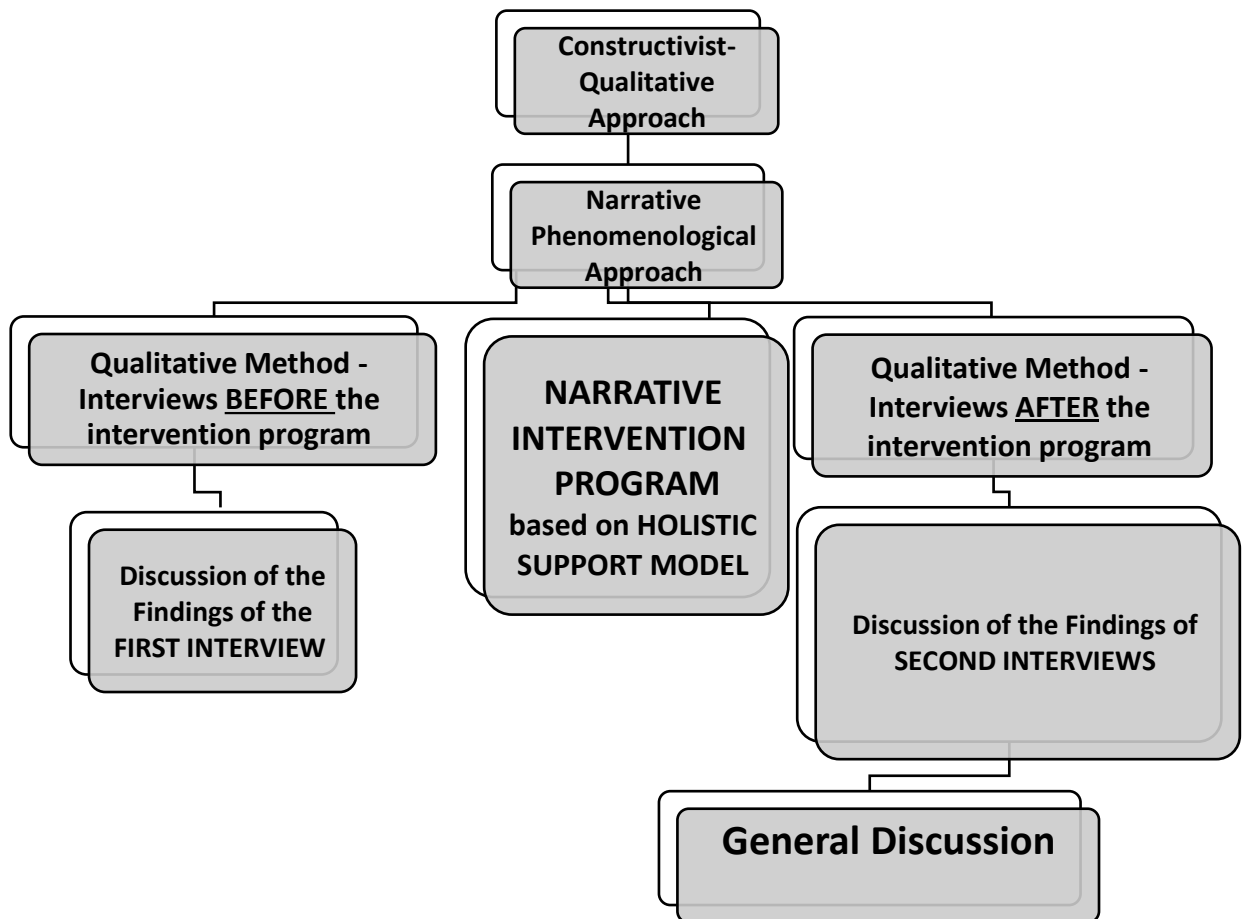 Constructivist-
Qualitative
Approach
Narrative
Phenomenological
Approach
Qualitative Method -
Interviews BEFORE the
intervention program
NARRATIVE
INTERVENTION
PROGRAM
based on HOLISTIC
SUPPORT MODEL
Qualitative Method -
Interviews AFTER the
intervention program
Discussion of the
Findings of the
FIRST INTERVIEW
Discussion of the Findings of
SECOND INTERVIEWS
General Discussion